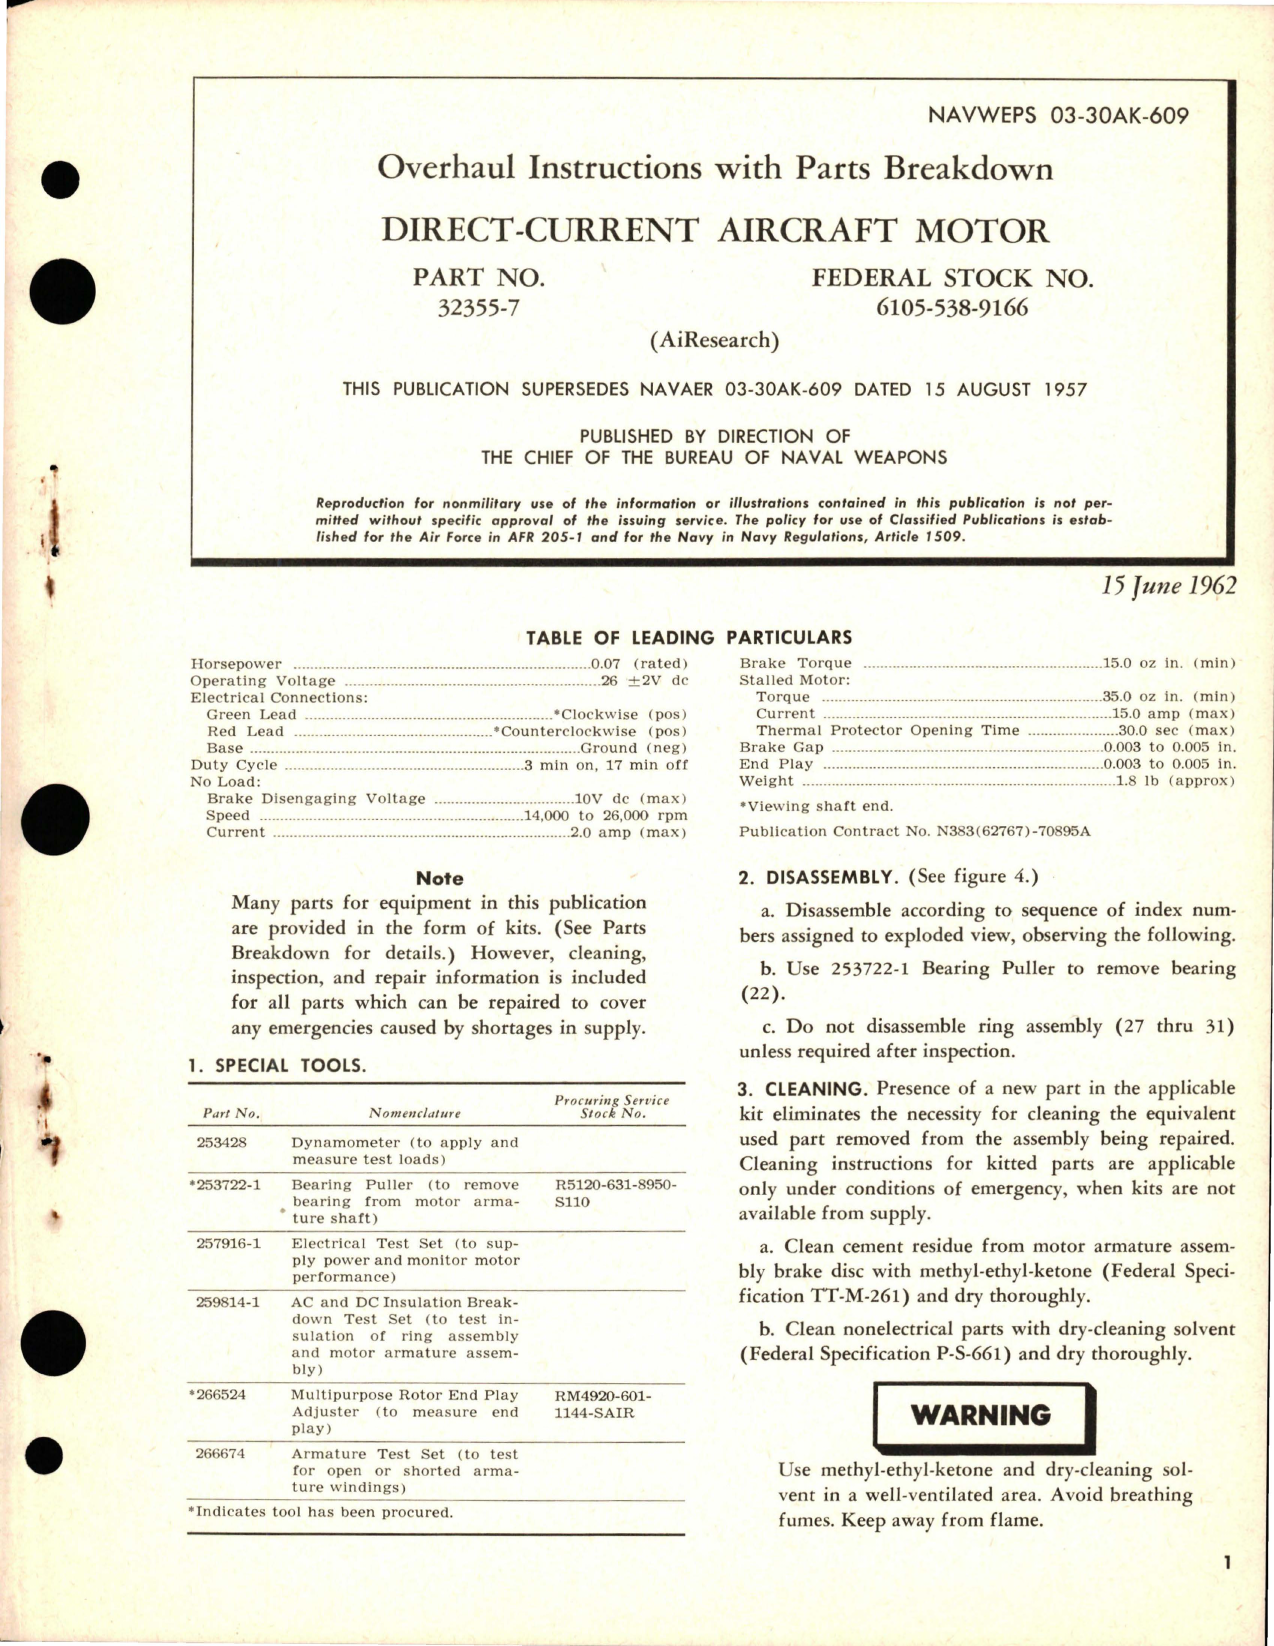 NAVWEPS 03-30AK-609
Overhaul Instructions with Parts Breakdown
DIRECT-CURRENT AIRCRAFT MOTOR
PART NO. FEDERAL STOCK NO.
32355-7 6105-538-9166
(AiResearch)
THIS PUBLICATION SUPERSEDES NAVAER 03-30AK-609 DATED 15 AUGUST 1957
PUBLISHED BY DIRECTION OF
THE CHIEF OF THE BUREAU OF NAVAL WEAPONS
Reproduction for nonmilitary use of the information or illustrations contained in this publication is not per-
mitted without specific approval of the issuing service. The policy for use of Classified Publications is estab-
lished for the Air Force in AFR 205-1 and for the Navy in Navy Regulations, Article 1509.
15 June 1962
TABLE OF LEADING PARTICULARS
Horsepower 0.07 (rated)
Operating Voltage 26 ±2V dc
Electrical Connections:
Green Lead *Clockwise (pos)
Red Lead *Counterclockwise (pos)
Base Ground (neg)
Duty Cycle 3 min on, 17 min off
No Load:
Brake Disengaging Voltage 10V dc (max)
Speed 14,000 to 26,000 rpm
Current 2.0 amp (max)
Brake Torque 15.0 oz in. (min)
Stalled Motor:
Torque 35.0 oz in. (min)
Current 15.0 amp (max)
Thermal Protector Opening Time 30.0 sec (max)
Brake Gap 0.003 to 0.005 in.
End Play 0.003 to 0.005 in.
Weight 1.8 lb (approx)
*Viewing shaft end.
Publication Contract No. N383(62767)-70895A
Note
Many parts for equipment in this publication
are provided in the form of kits. (See Parts
Breakdown for details.) However, cleaning,
inspection, and repair information is included
for all parts which can be repaired to cover
any emergencies caused by shortages in supply.
1. SPECIAL TOOLS.
Part No. Nomenclature Procuring Service
Stock No.
253428 Dynamometer (to apply and
measure test loads)
*253722-1 Bearing Puller (to remove R5120-631-8950-
bearing from motor arma- S110
ture shaft)
257916-1 Electrical Test Set (to sup-
ply power and monitor motor
performance)
259814-1 AC and DC Insulation Break-
down Test Set (to test in-
sulation of ring assembly
and motor armature assem-
bly)
*266524 Multipurpose Rotor End Play RM4920-601-
Adjuster (to measure end 1144-SAIR
play)
266674 Armature Test Set (to test
for open or shorted arma-
ture windings)
*Indicates tool has been procured.
2. DISASSEMBLY. (See figure 4.)
a. Disassemble according to sequence of index num-
bers assigned to exploded view, observing the following.
b. Use 253722-1 Bearing Puller to remove bearing
(22).
c. Do not disassemble ring assembly (27 thru 31)
unless required after inspection.
3. CLEANING. Presence of a new part in the applicable
kit eliminates the necessity for cleaning the equivalent
used part removed from the assembly being repaired.
Cleaning instructions for kitted parts are applicable
only under conditions of emergency, when kits are not
available from supply.
a. Clean cement residue from motor armature assem-
bly brake disc with methyl-ethyl-ketone (Federal Speci-
fication TT-M-261) and dry thoroughly.
b. Clean nonelectrical parts with dry-cleaning solvent
(Federal Specification P-S-661) and dry thoroughly.
WARNING
Use methyl-ethyl-ketone and dry-cleaning sol-
vent in a well-ventilated area. Avoid breathing
fumes. Keep away from flame.
1